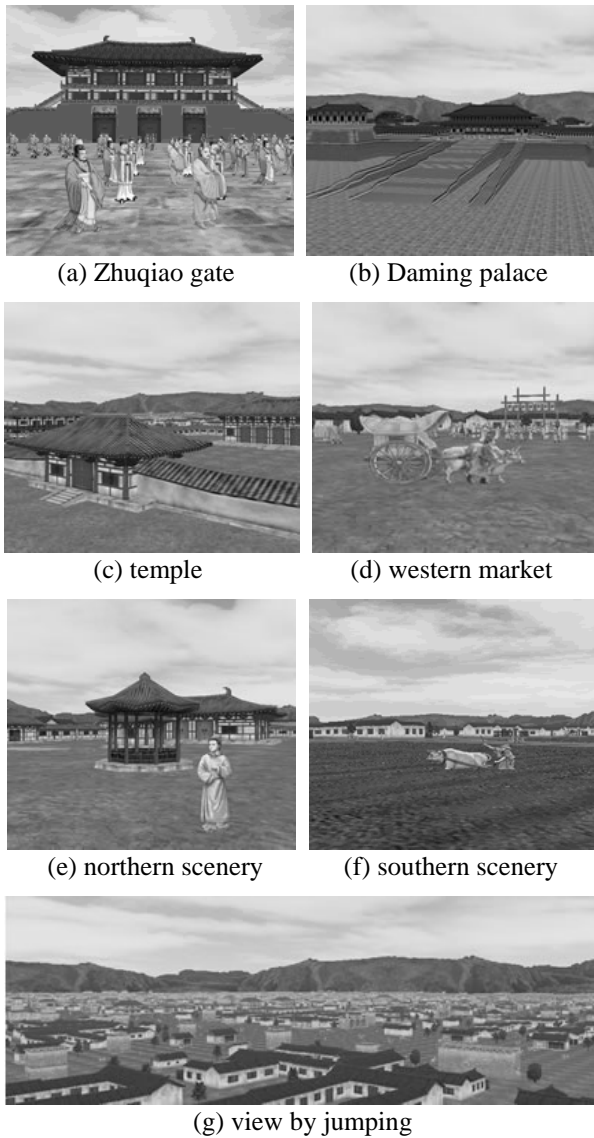 (a) Zhuqiao gate
(b) Daming palace
(c) temple
(d) western market
(e) northern scenery
(f) southern scenery
(g) view by jumping